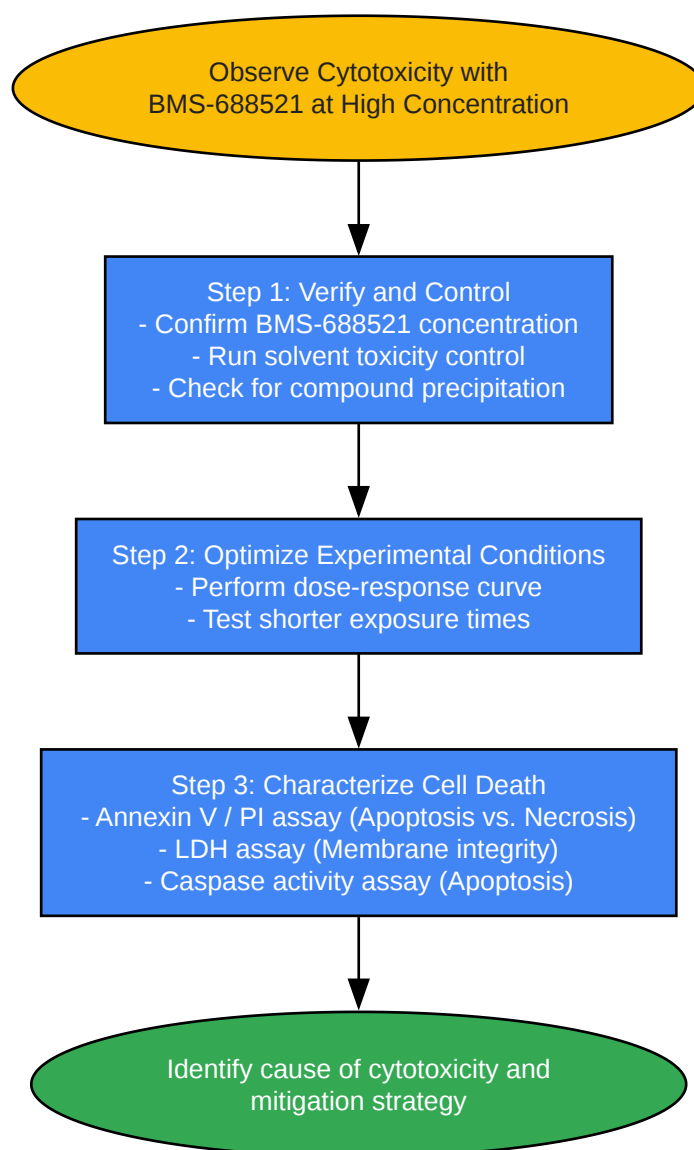 Observe Cytotoxicity with
BMS-688521 at High Concentration
Step 1: Verify and Control
- Confirm BMS-688521 concentration
- Run solvent toxicity control
- Check for compound precipitation
Step 2: Optimize Experimental Conditions
- Perform dose-response curve
- Test shorter exposure times
Step 3: Characterize Cell Death
- Annexin V / PI assay (Apoptosis vs. Necrosis)
- LDH assay (Membrane integrity)
- Caspase activity assay (Apoptosis)
Identify cause of cytotoxicity and
mitigation strategy